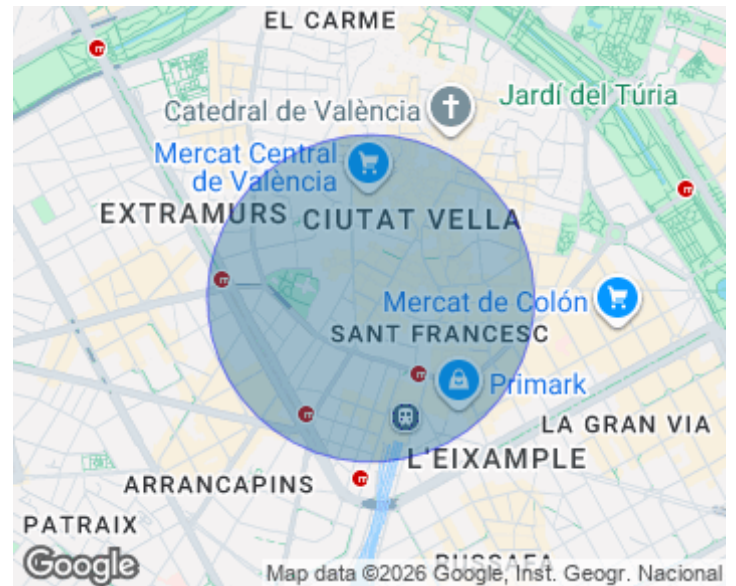 EL CARME
Catedral de València
Jardí del Túria
Mercat Central
de València
EXTRAMURS
CIUTAT VELLA
Mercat de Colón
SANT FRANCESC
Primark
LA GRAN VIA
L'EIXAMPLE
ARRANCAPINS
PATRAIX
RUSSAFA
Google
Map data ©2026 Google, Inst. Geogr. Nacional